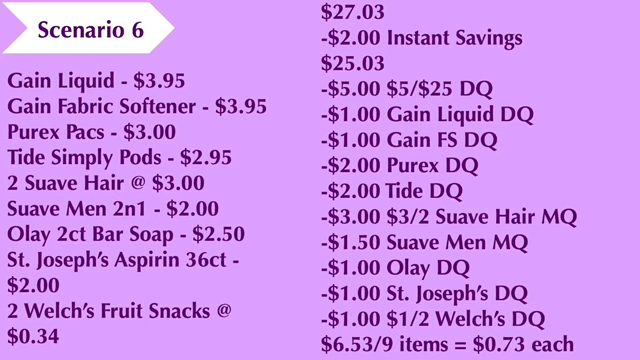 Scenario 6
Gain Liquid - $3.95
Gain Fabric Softener - $3.95
Purex Pacs - $3.00
Tide Simply Pods - $2.95
2 Suave Hair @ $3.00
Suave Men 2n1 - $2.00
Olay 2ct Bar Soap - $2.50
St. Joseph's Aspirin 36ct -
$2.00
2 Welch's Fruit Snacks @
$0.34
$27.03
-$2.00 Instant Savings
$25.03
-$5.00 $5/$25 DQ
-$1.00 Gain Liquid DQ
-$1.00 Gain FS DQ
-$2.00 Purex DQ
-$2.00 Tide DQ
-$3.00 $3/2 Suave Hair MQ
-$1.50 Suave Men MQ
-$1.00 Olay DQ
-$1.00 St. Joseph's DQ
-$1.00 $1/2 Welch's DQ
$6.53/9 items = $0.73 each